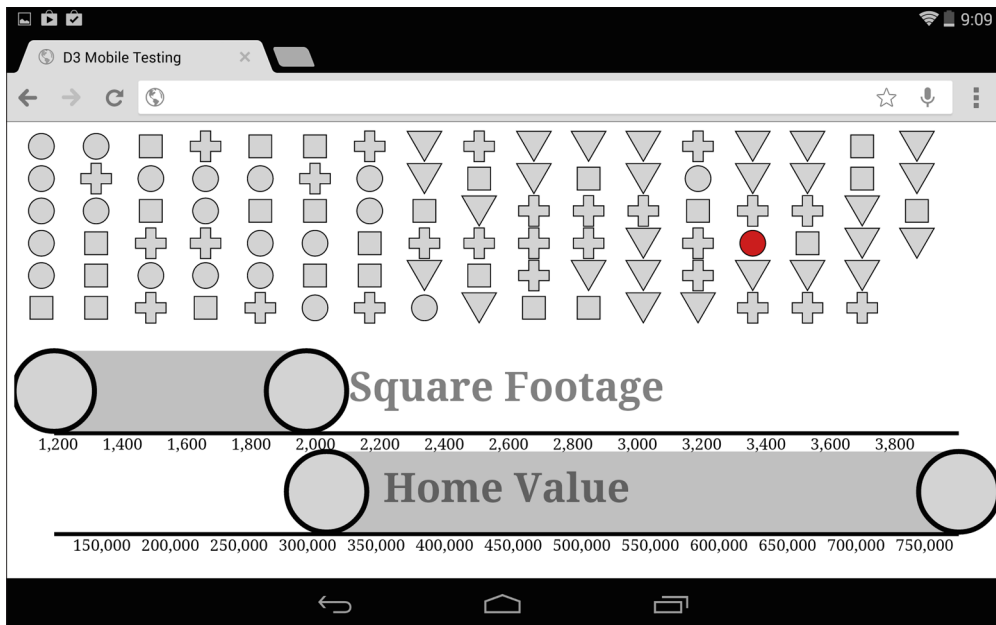 9:09
D3 Mobile Testing
Square Footage
1,200 1,400 1,600 1,800 2,000 2,200 2,400 2,600 2,800 3,000 3,200 3,400 3,600 3,800
Home Value
150,000 200,000 250,000 300,000 350,000 400,000 450,000 500,000 550,000 600,000 650,000 700,000 750,000